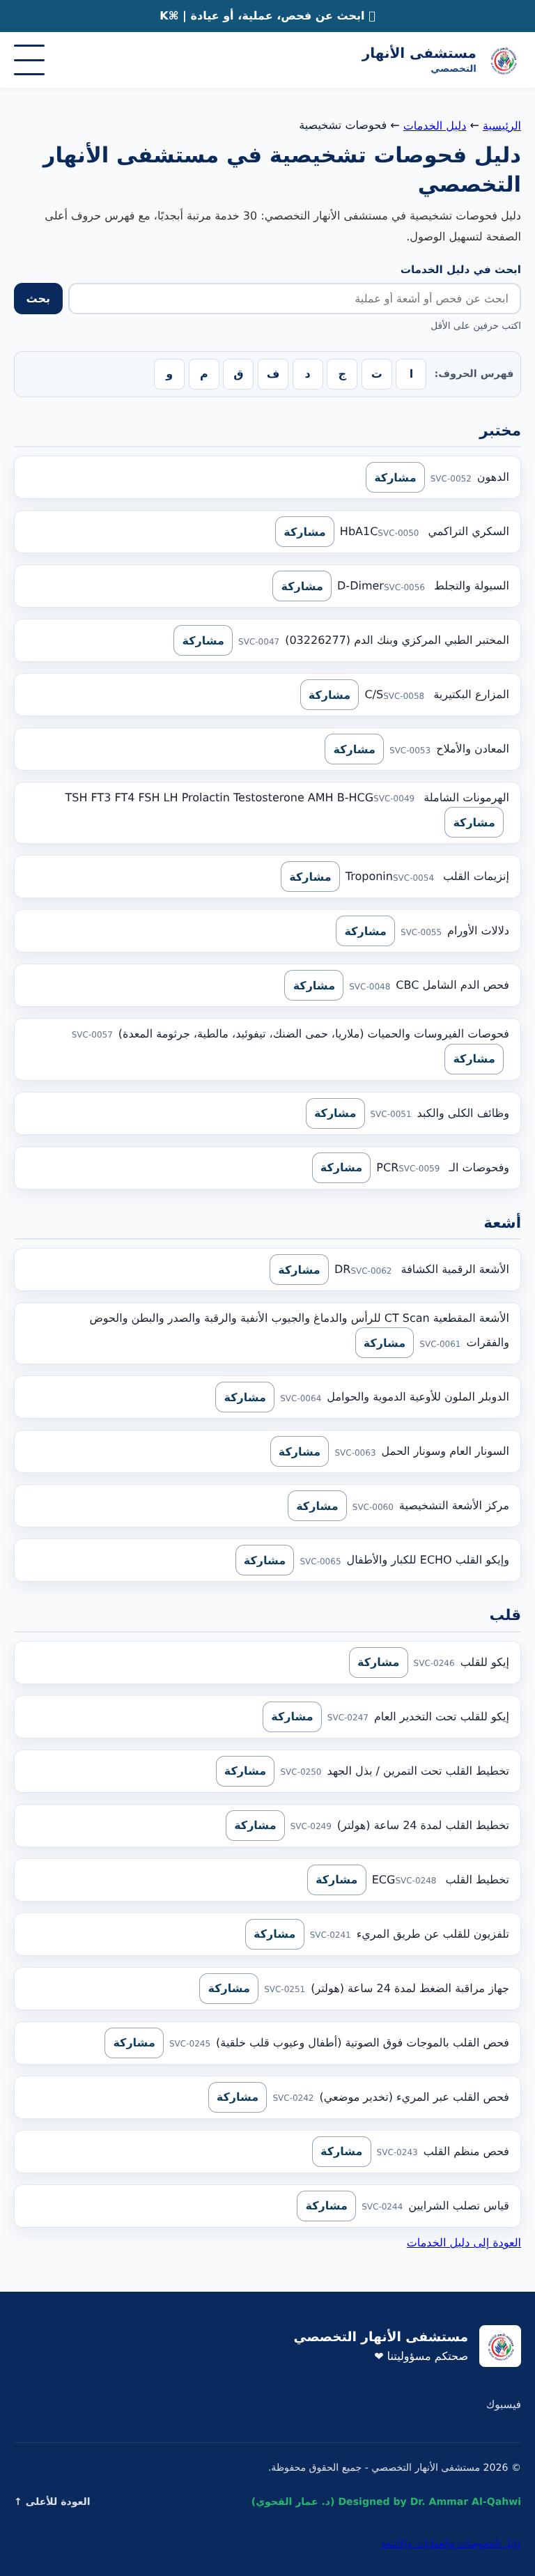 ابحث عن فحص، عملية، أو عيادة | ⌘K
مستشفى الأنهار
التخصصي
الرئيسية ← دليل الخدمات ← فحوصات تشخيصية
دليل فحوصات تشخيصية في مستشفى الأنهار
التخصصي
دليل فحوصات تشخيصية في مستشفى الأنهار التخصصي: 30 خدمة مرتبة أبجديًا، مع فهرس حروف أعلى
الصفحة لتسهيل الوصول.
ابحث في دليل الخدمات
ابحث عن فحص أو أشعة أو عملية
بحث
اكتب حرفين على الأقل
فهرس الحروف: ا ت ج د ف ق م و
مختبر
الدهون SVC-0052 مشاركة
السكري التراكمي HbA1C SVC-0050 مشاركة
السيولة والتجلط D-Dimer SVC-0056 مشاركة
المختبر الطبي المركزي وبنك الدم (03226277) SVC-0047 مشاركة
المزارع البكتيرية C/S SVC-0058 مشاركة
المعادن والأملاح SVC-0053 مشاركة
الهرمونات الشاملة TSH FT3 FT4 FSH LH Prolactin Testosterone AMH B-HCG SVC-0049
مشاركة
إنزيمات القلب Troponin SVC-0054 مشاركة
دلالات الأورام SVC-0055 مشاركة
فحص الدم الشامل CBC SVC-0048 مشاركة
فحوصات الفيروسات والحميات (ملاريا، حمى الضنك، تيفوئيد، مالطية، جرثومة المعدة) SVC-0057
مشاركة
وظائف الكلى والكبد SVC-0051 مشاركة
وفحوصات الـ PCR SVC-0059 مشاركة
أشعة
الأشعة الرقمية الكشافة DR SVC-0062 مشاركة
الأشعة المقطعية CT Scan للرأس والدماغ والجيوب الأنفية والرقبة والصدر والبطن والحوض
والفقرات SVC-0061 مشاركة
الدوبلر الملون للأوعية الدموية والحوامل SVC-0064 مشاركة
السونار العام وسونار الحمل SVC-0063 مشاركة
مركز الأشعة التشخيصية SVC-0060 مشاركة
وإيكو القلب ECHO للكبار والأطفال SVC-0065 مشاركة
قلب
إيكو للقلب SVC-0246 مشاركة
إيكو للقلب تحت التخدير العام SVC-0247 مشاركة
تخطيط القلب تحت التمرين / بذل الجهد SVC-0250 مشاركة
تخطيط القلب لمدة 24 ساعة (هولتر) SVC-0249 مشاركة
تخطيط القلب ECG SVC-0248 مشاركة
تلفزيون للقلب عن طريق المريء SVC-0241 مشاركة
جهاز مراقبة الضغط لمدة 24 ساعة (هولتر) SVC-0251 مشاركة
فحص القلب بالموجات فوق الصوتية (أطفال وعيوب قلب خلقية) SVC-0245 مشاركة
فحص القلب عبر المريء (تخدير موضعي) SVC-0242 مشاركة
فحص منظم القلب SVC-0243 مشاركة
قياس تصلب الشرايين SVC-0244 مشاركة
العودة إلى دليل الخدمات
مستشفى الأنهار التخصصي
صحتكم مسؤوليتنا ❤
فيسبوك
© 2026 مستشفى الأنهار التخصصي - جميع الحقوق محفوظة.
Designed by Dr. Ammar Al-Qahwi (د. عمار القحوي)
العودة للأعلى ↑